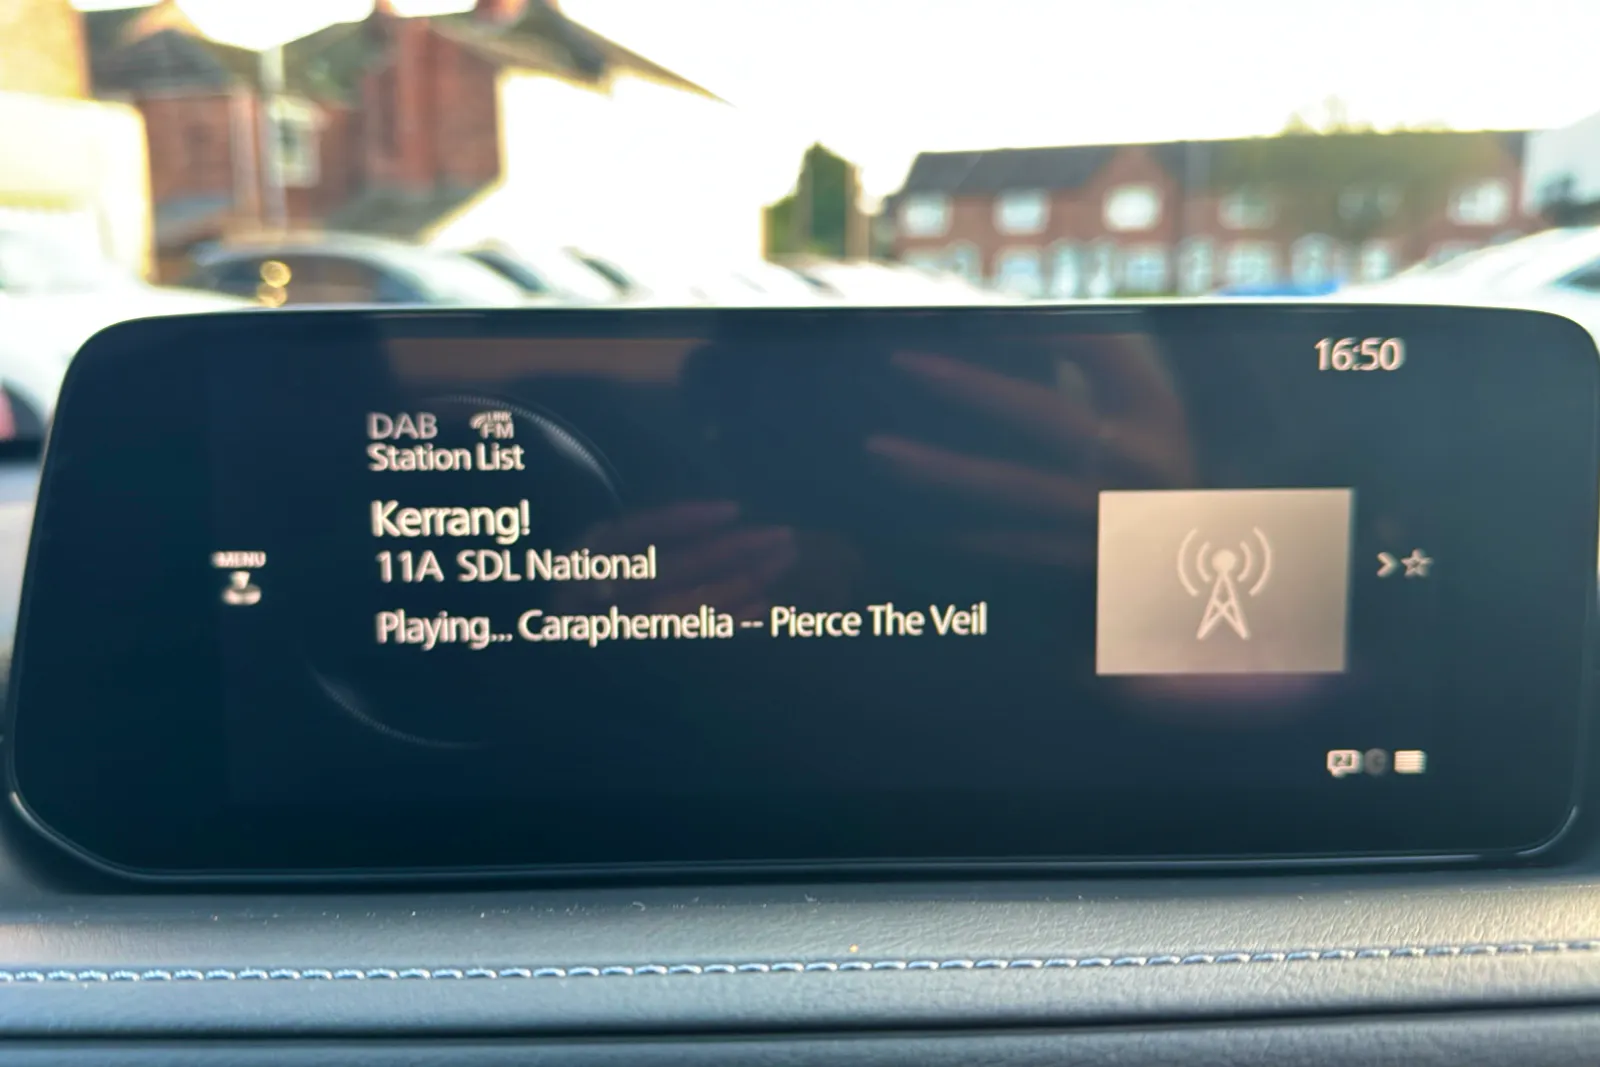 16:50
DAB LINK FM
Station List
Kerrang!
MENU
11A SDL National
Playing... Caraphernelia -- Pierce The Veil